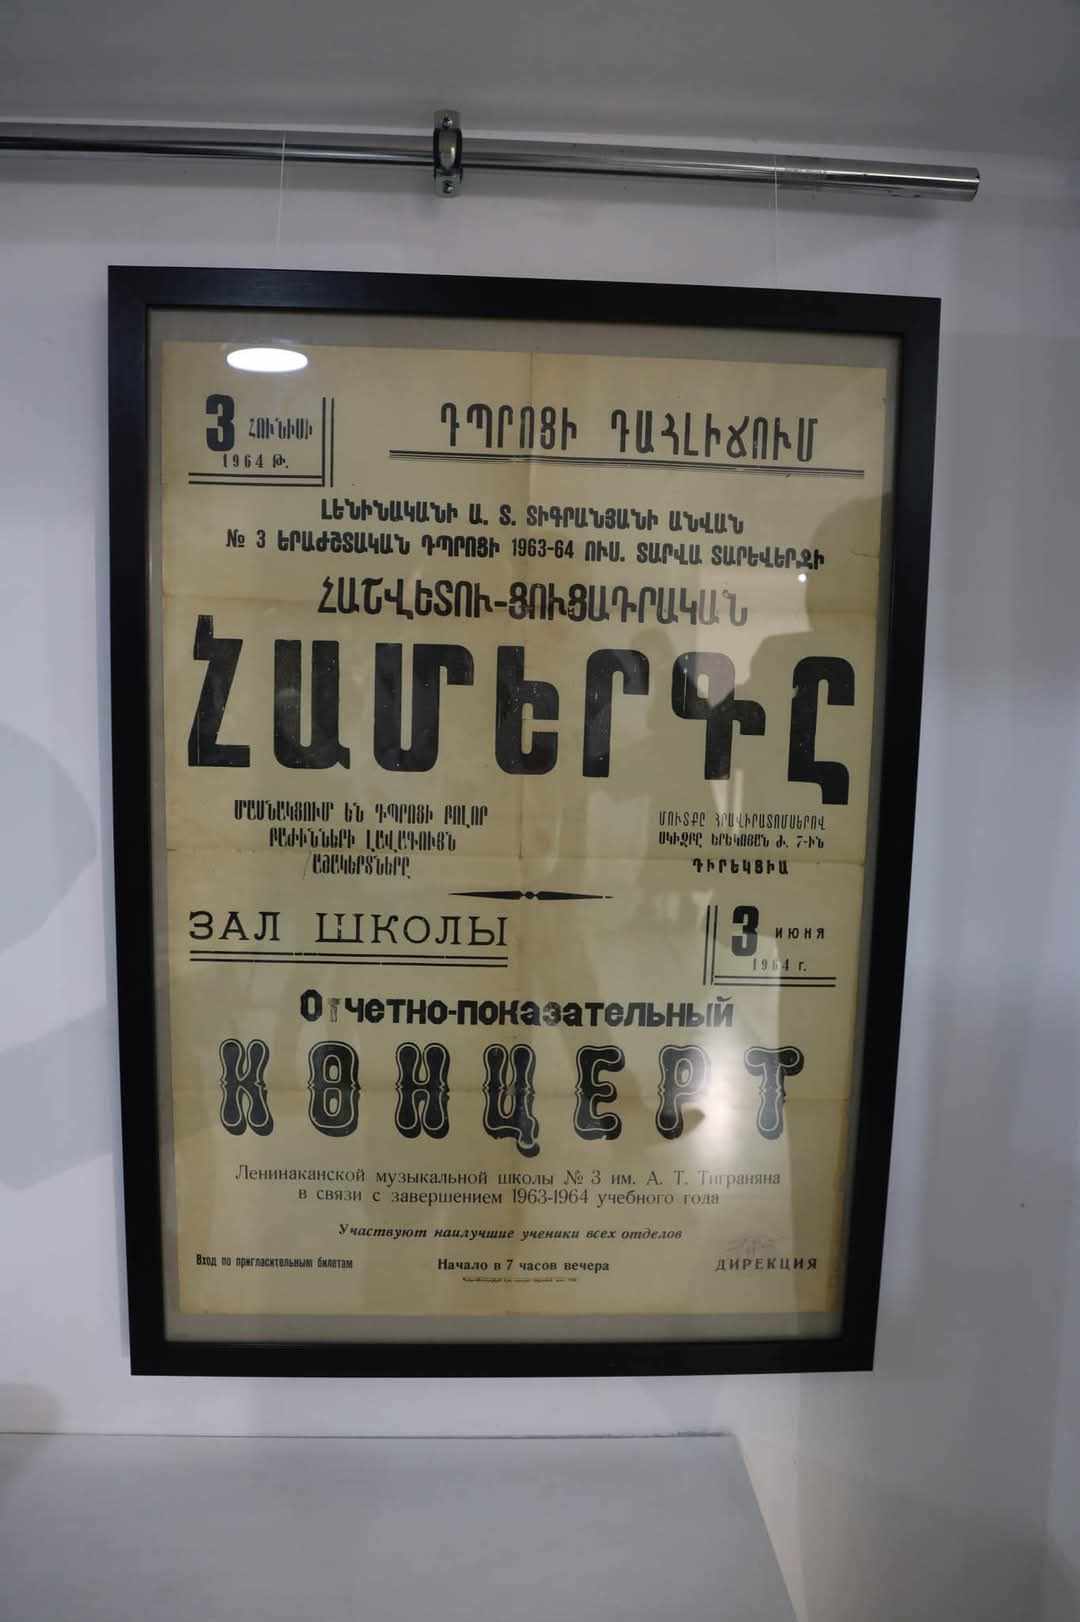 3 ՀՈՒՆԻՍԻ
1964 Թ.
ԴՊՐՈՑԻ ԴԱՀԼԻՃՈՒՄ
ԼԵՆԻՆԱԿԱՆԻ Ա. Տ. ՏԻԳՐԱՆՅԱՆԻ ԱՆՎԱՆ
№ 3 ԵՐԱԺՇՏԱԿԱՆ ԴՊՐՈՑԻ 1963-64 ՈՒՍ. ՏԱՐՎԱ ՏԱՐԵՎԵՐՋԻ
ՀԱՇՎԵՏՈՒ-ՑՈՒՑԱԴՐԱԿԱՆ
ՀԱՄԵՐԳԸ
ՄԱՍՆԱԿՑՈՒՄ ԵՆ ԴՊՐՈՑԻ ԲՈԼՈՐ
ԲԱԺԻՆՆԵՐԻ ԼԱՎԱԳՈՒՅՆ
ԱՇԱԿԵՐՏՆԵՐԸ
ՄՈՒՏՔԸ ՀՐԱՎԻՐԱՏՈՄՍԵՐՈՎ
ՍԿԻԶԲԸ ԵՐԵԿՈՅԱՆ Ժ. 7-ԻՆ
ԴԻՐԵԿՑԻԱ
ЗАЛ ШКОЛЫ
3 ИЮНЯ
1964 г.
Отчетно-показательный
КОНЦЕРТ
Ленинаканской музыкальной школы № 3 им. А. Т. Тиграняна
в связи с завершением 1963-1964 учебного года
Участвуют наилучшие ученики всех отделов
Вход по пригласительным билетам
Начало в 7 часов вечера
ДИРЕКЦИЯ